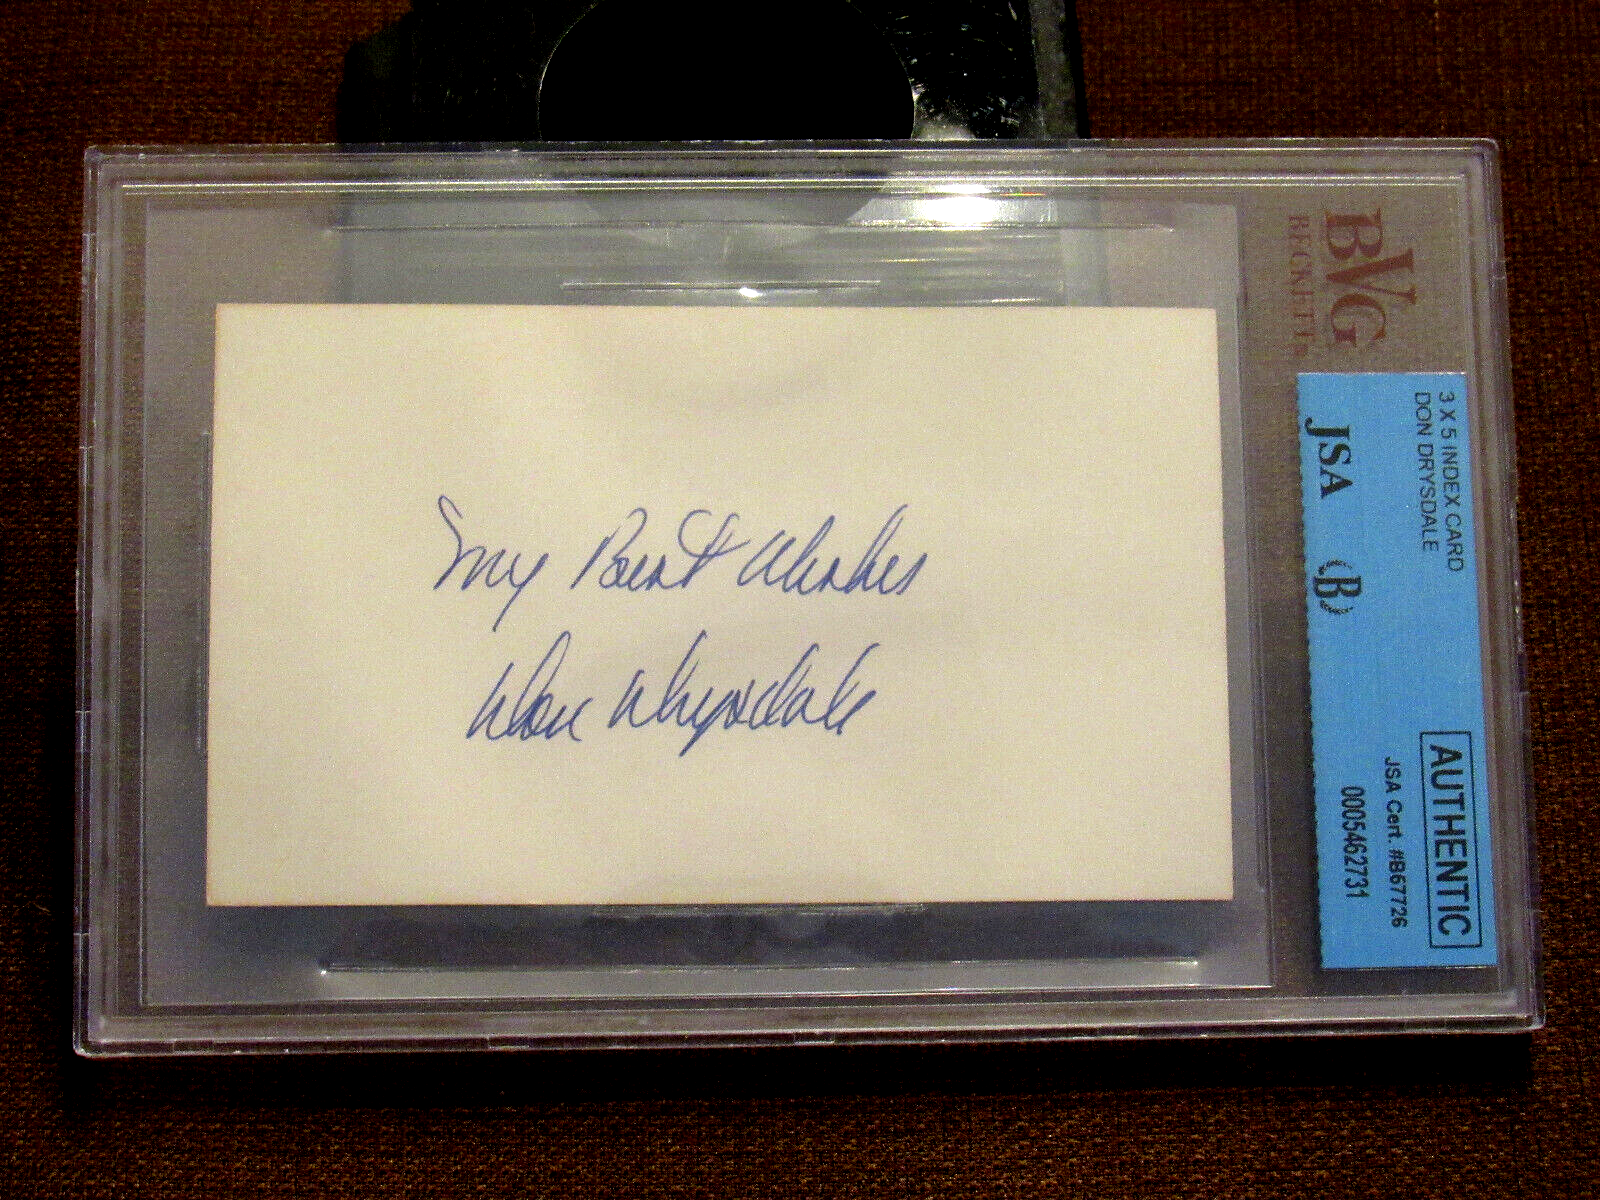 My Best Wishes
Don Drysdale
BVG
BECKETT
3 X 5 INDEX CARD
DON DRYSDALE
JSA (B)
AUTHENTIC
JSA Cert. #B67726
0005462731